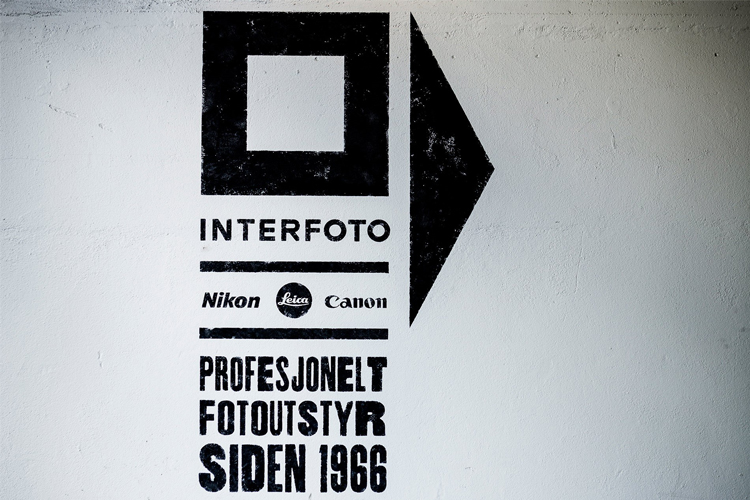 INTERFOTO
Nikon Leica Canon
PROFESJONELT
FOTOUTSTYR
SIDEN 1966